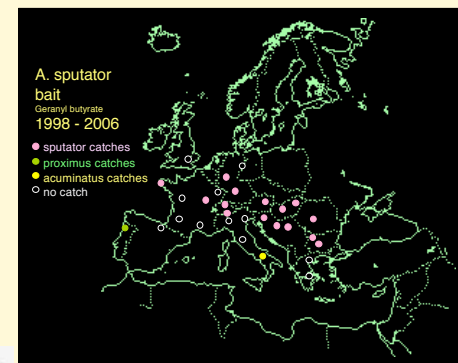 A. sputator
bait
Geranyl butyrate
1998 - 2006
sputator catches
proximus catches
acuminatus catches
no catch